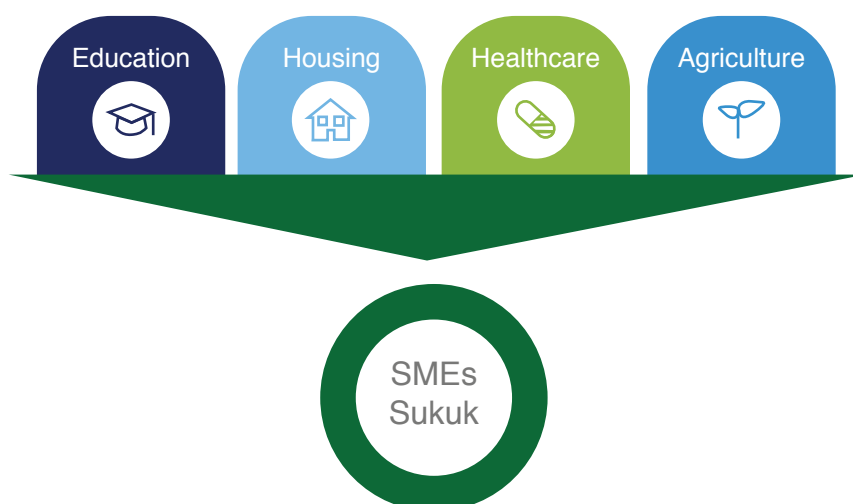 Education
Housing
Healthcare
Agriculture
SMEs
Sukuk